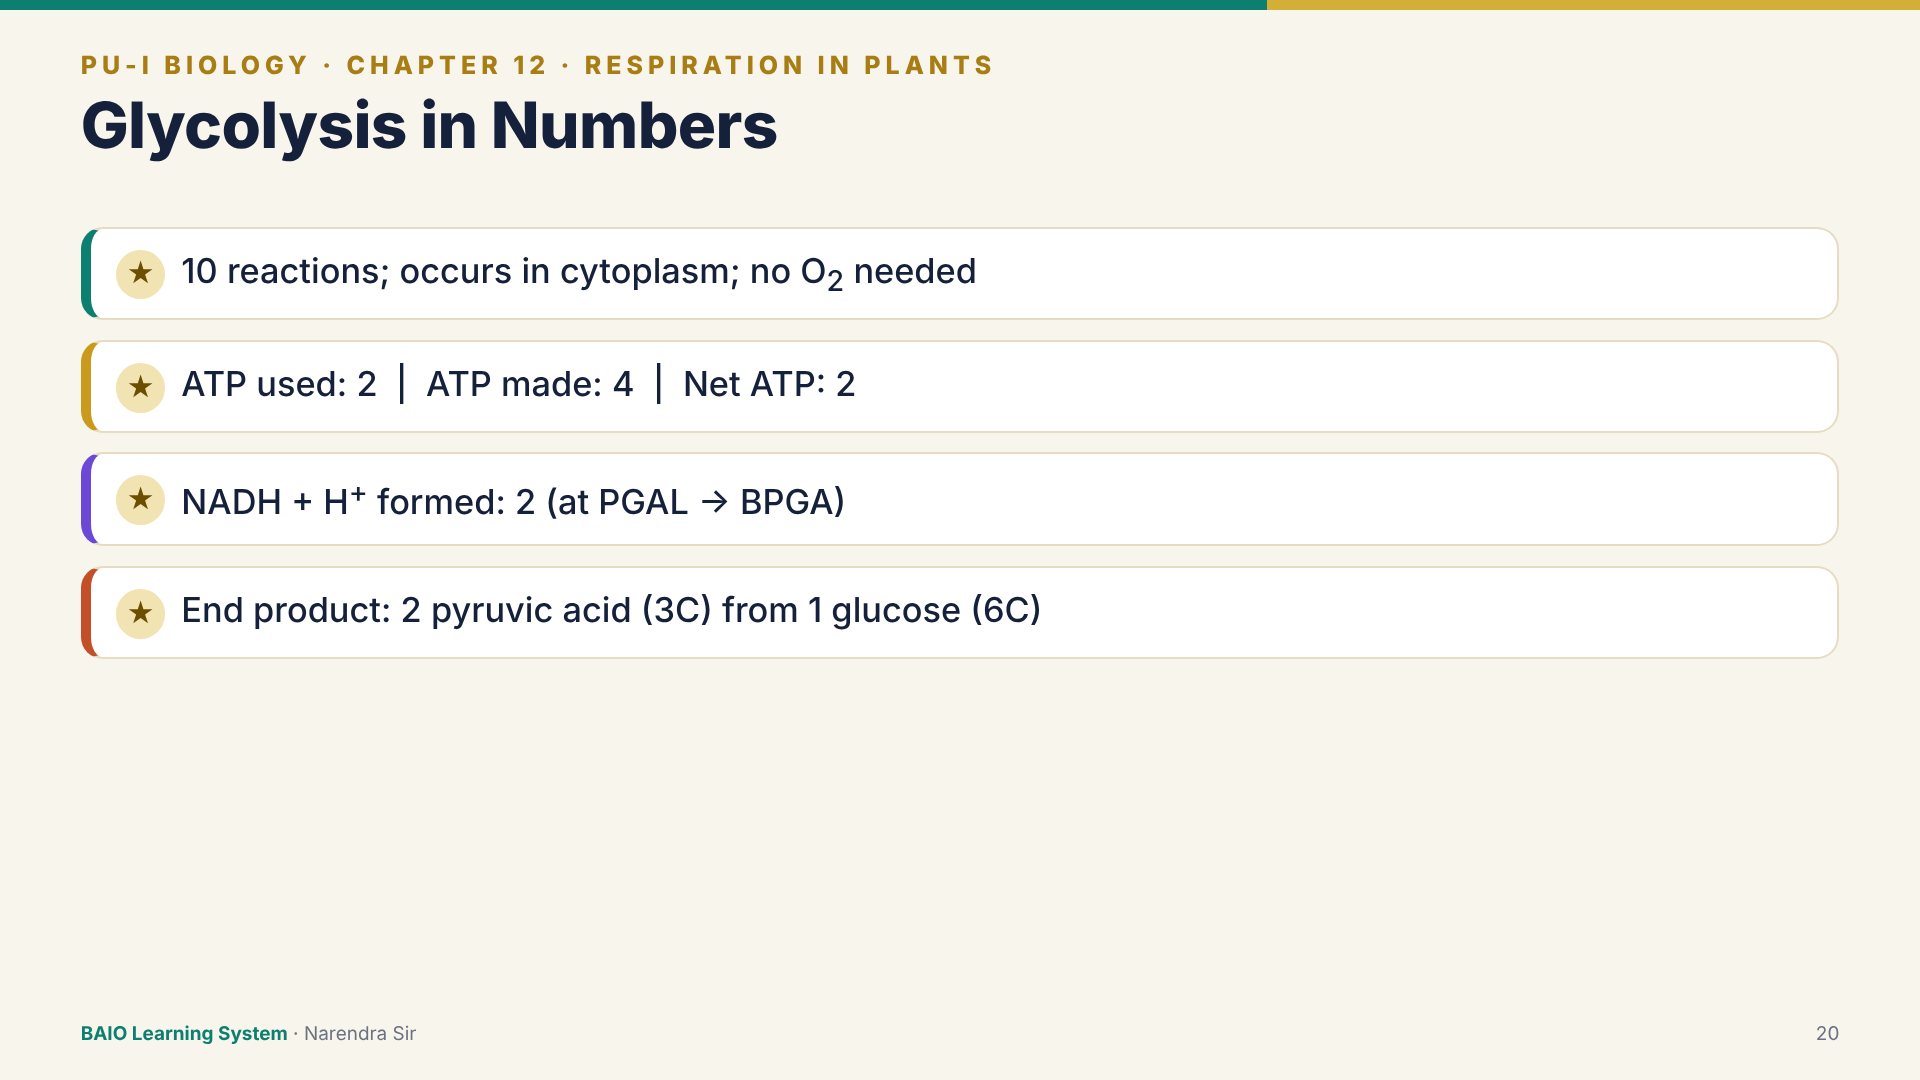 PU-I BIOLOGY · CHAPTER 12 · RESPIRATION IN PLANTS
Glycolysis in Numbers
★ 10 reactions; occurs in cytoplasm; no O₂ needed
★ ATP used: 2 | ATP made: 4 | Net ATP: 2
★ NADH + H⁺ formed: 2 (at PGAL → BPGA)
★ End product: 2 pyruvic acid (3C) from 1 glucose (6C)
BAIO Learning System · Narendra Sir
20